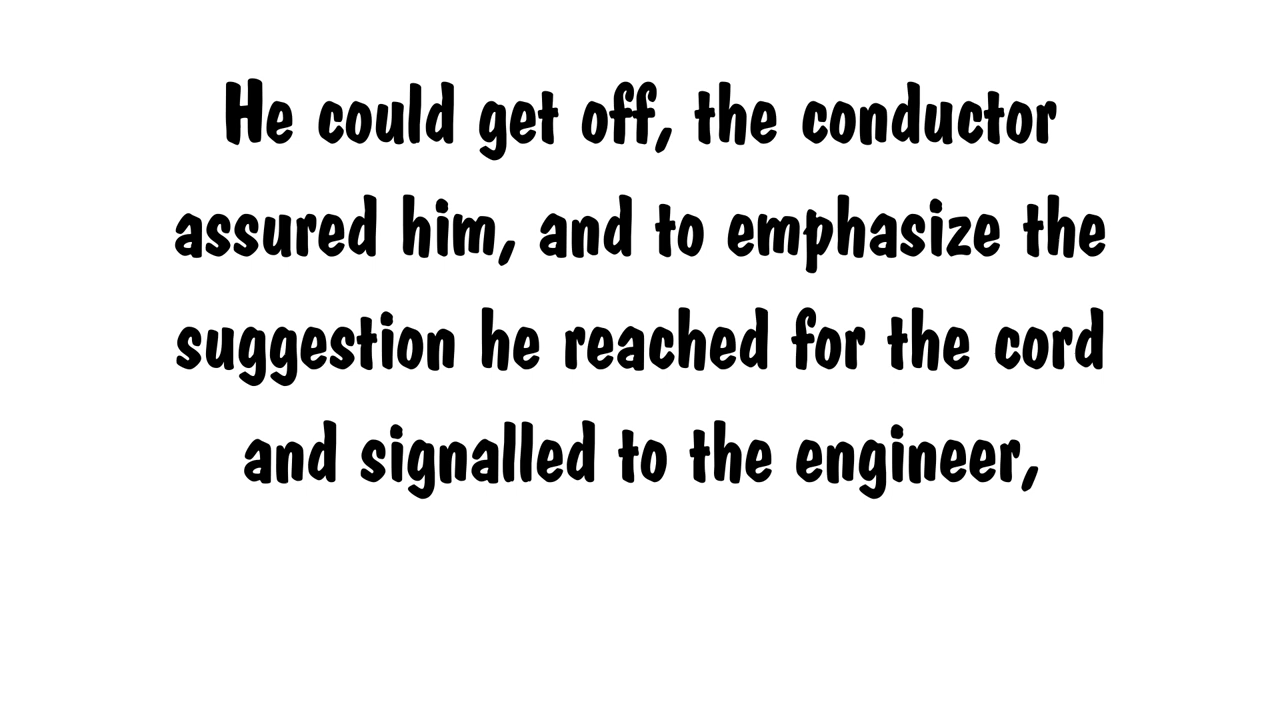 He could get off, the conductor
assured him, and to emphasize the
suggestion he reached for the cord
and signalled to the engineer,